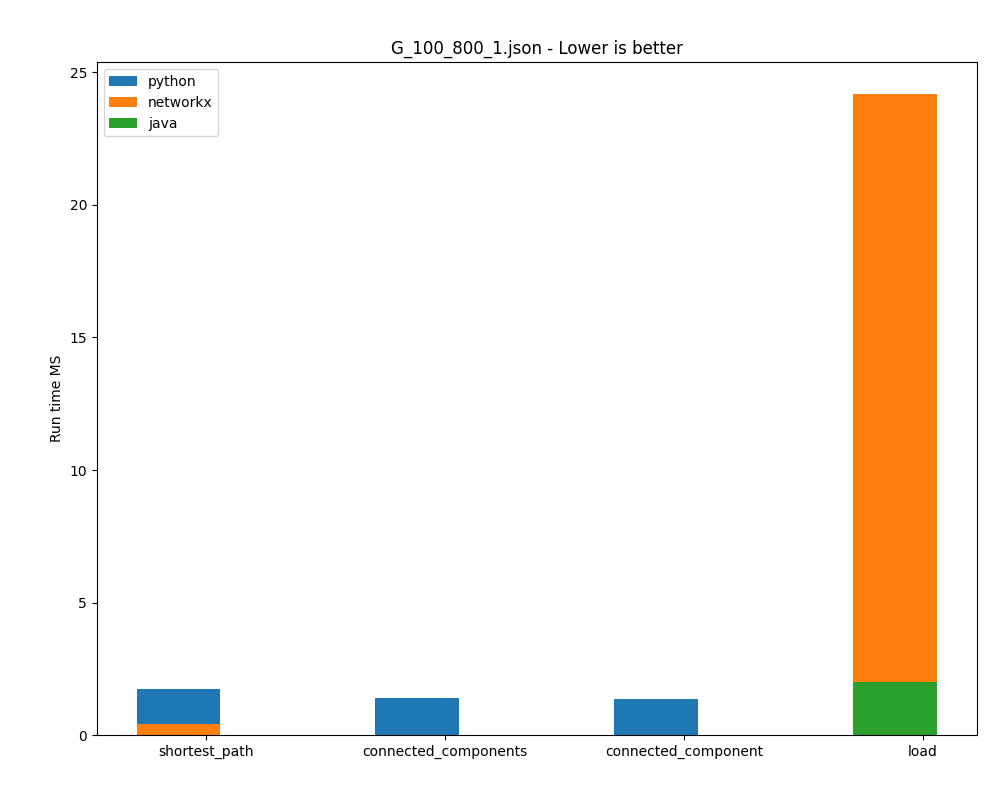 G_100_800_1.json - Lower is better
python
networkx
java
Run time MS
25
20
15
10
5
0
shortest_path
connected_components
connected_component
load